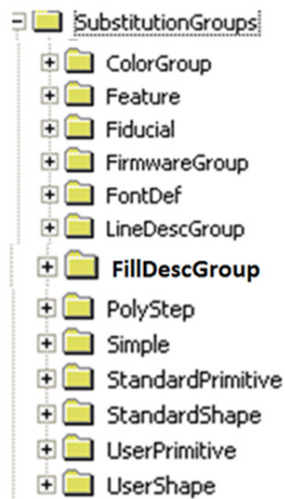 SubstitutionGroups
ColorGroup
Feature
Fiducial
FirmwareGroup
FontDef
LineDescGroup
FillDescGroup
PolyStep
Simple
StandardPrimitive
StandardShape
UserPrimitive
UserShape